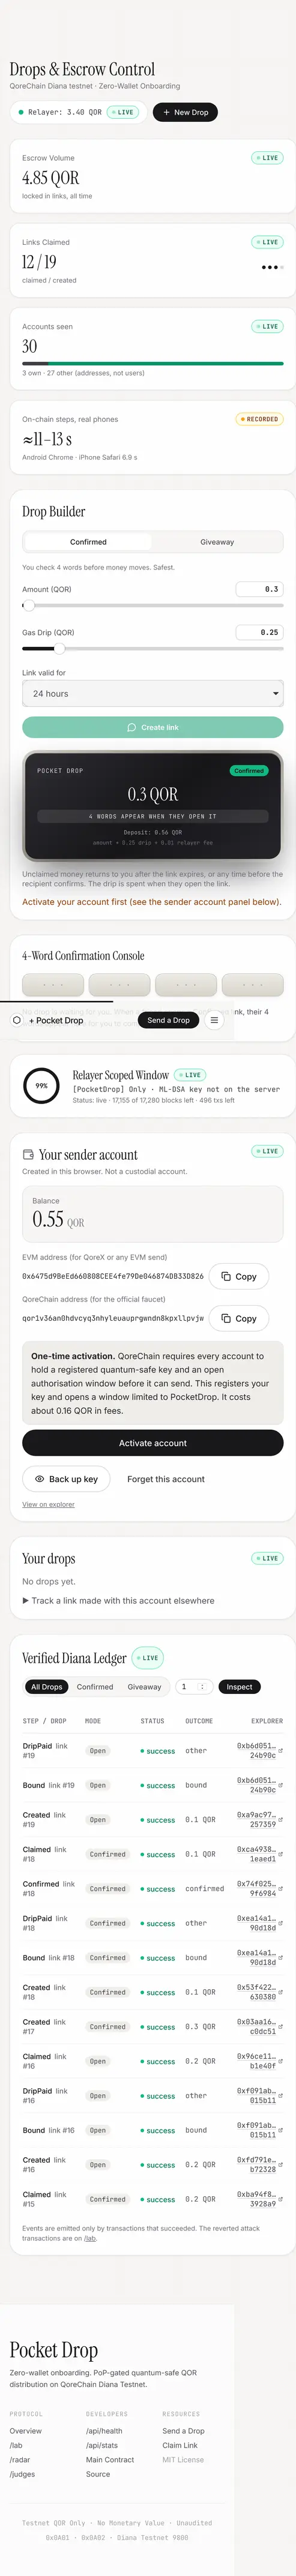 Drops & Escrow Control
QoreChain Diana testnet · Zero-Wallet Onboarding
Relayer: 3.40 QOR LIVE
+ New Drop
Escrow Volume
LIVE
4.85 QOR
locked in links, all time
Links Claimed
LIVE
12 / 19
claimed / created
Accounts seen
LIVE
30
3 own · 27 other (addresses, not users)
On-chain steps, real phones
RECORDED
≈11–13 s
Android Chrome · iPhone Safari 6.9 s
Drop Builder
Confirmed
Giveaway
You check 4 words before money moves. Safest.
Amount (QOR)
0.3
Gas Drip (QOR)
0.25
Link valid for
24 hours
Create link
POCKET DROP
Confirmed
0.3 QOR
4 WORDS APPEAR WHEN THEY OPEN IT
Deposit: 0.56 QOR
amount + 0.25 drip + 0.01 relayer fee
Unclaimed money returns to you after the link expires, or any time before the
recipient confirms. The drip is spent when they open the link.
Activate your account first (see the sender account panel below).
4-Word Confirmation Console
nk, their 4
+ Pocket Drop
Send a Drop
99%
Relayer Scoped Window LIVE
[PocketDrop] Only · ML-DSA key not on the server
Status: live · 17,155 of 17,280 blocks left · 496 txs left
Your sender account
LIVE
Created in this browser. Not a custodial account.
Balance
0.55 QOR
EVM address (for QoreX or any EVM send)
Copy
QoreChain address (for the official faucet)
Copy
One-time activation. QoreChain requires every account to
hold a registered quantum-safe key and an open
authorisation window before it can send. This registers your
key and opens a window limited to PocketDrop. It costs
about 0.16 QOR in fees.
Activate account
Back up key
Forget this account
View on explorer
Your drops
LIVE
No drops yet.
▶ Track a link made with this account elsewhere
Verified Diana Ledger
LIVE
All Drops
Confirmed
Giveaway
1
Inspect
STEP / DROP MODE STATUS OUTCOME EXPLORER
DripPaid link #19 Open success other 0xb6d051… 24b90c
Bound link #19 Open success bound 0xb6d051… 24b90c
Created link #19 Open success 0.1 QOR 0xa9ac97… 257359
Claimed link #18 Confirmed success 0.1 QOR 0xca4938… 1eaed1
Confirmed link #18 Confirmed success confirmed 0x74f025… 9f6984
DripPaid link #18 Confirmed success other 0xea14a1… 90d18d
Bound link #18 Confirmed success bound 0xea14a1… 90d18d
Created link #18 Confirmed success 0.1 QOR 0x53f422… 630380
Created link #17 Confirmed success 0.3 QOR 0x03aa16… c0dc51
Claimed link #16 Open success 0.2 QOR 0x96ce11… b1e40f
DripPaid link #16 Open success other 0xf091ab… 015b11
Bound link #16 Open success bound 0xf091ab… 015b11
Created link #16 Open success 0.2 QOR 0xfd791e… b72328
Claimed link #15 Confirmed success 0.2 QOR 0xba94f8… 3928a9
Events are emitted only by transactions that succeeded. The reverted attack
transactions are on /lab.
Pocket Drop
Zero-wallet onboarding. PoP-gated quantum-safe QOR
distribution on QoreChain Diana Testnet.
PROTOCOL DEVELOPERS RESOURCES
Overview /api/health Send a Drop
/lab /api/stats Claim Link
/radar Main Contract MIT License
/judges Source
Testnet QOR Only · No Monetary Value · Unaudited
0x0A01 · 0x0A02 · Diana Testnet 9800